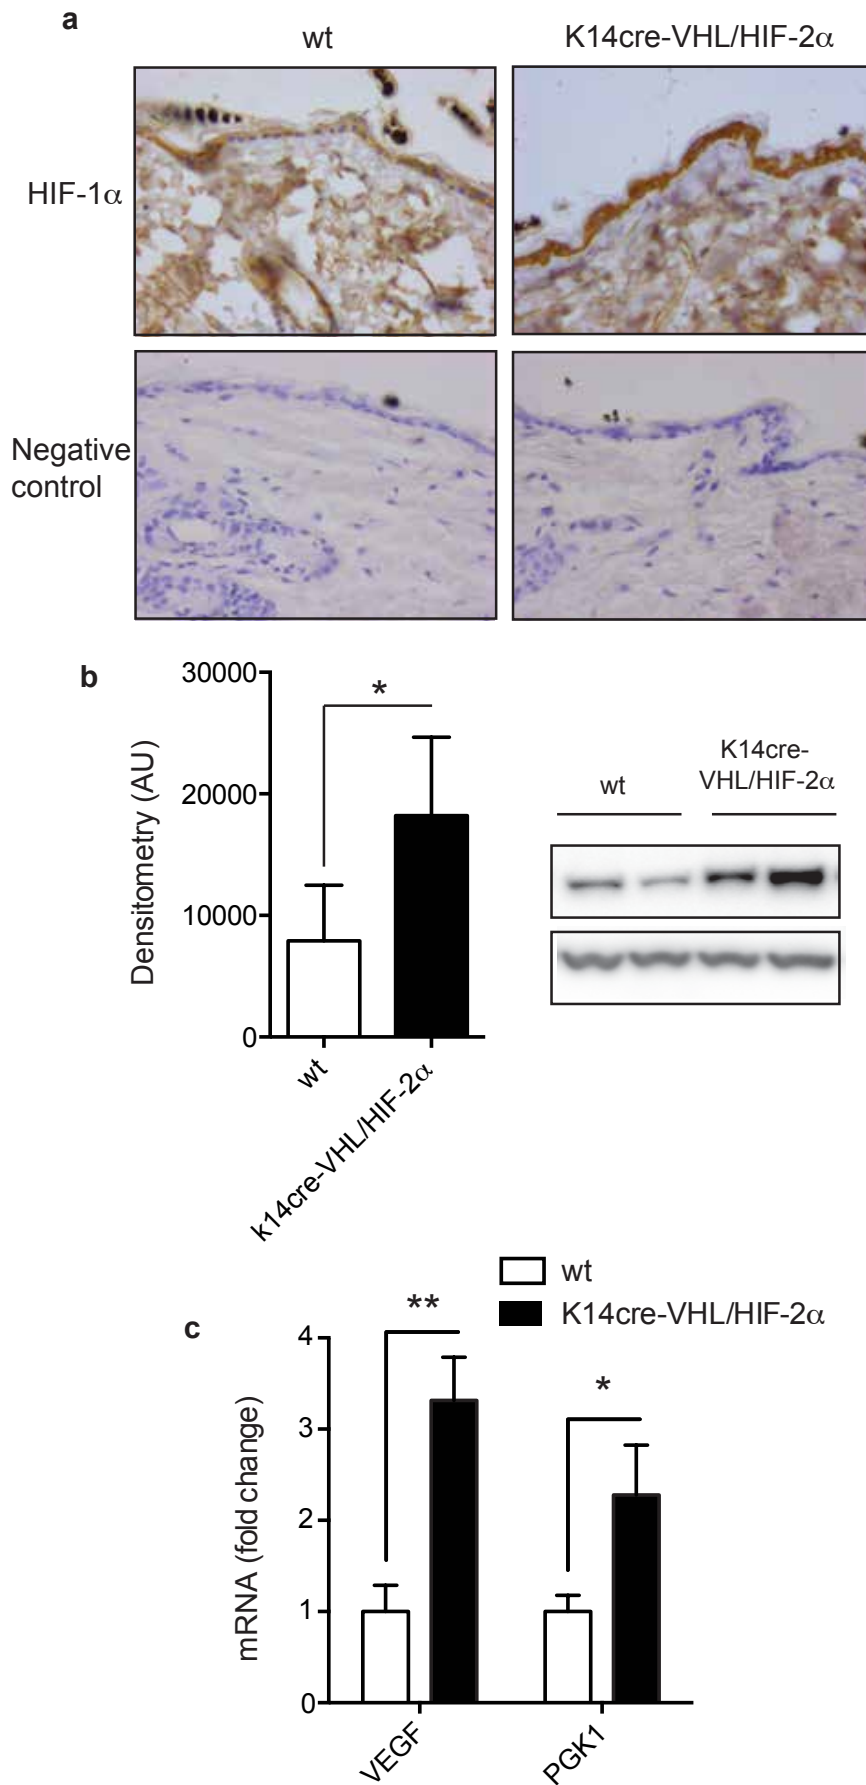 a
wt
K14cre-VHL/HIF-2α
HIF-1α
Negative
control
b
30000
20000
10000
0
Densitometry (AU)
*
wt
k14cre-VHL/HIF-2α
wt
K14cre-
VHL/HIF-2α
wt
K14cre-VHL/HIF-2α
c
4
3
2
1
0
mRNA (fold change)
**
*
VEGF
PGK1